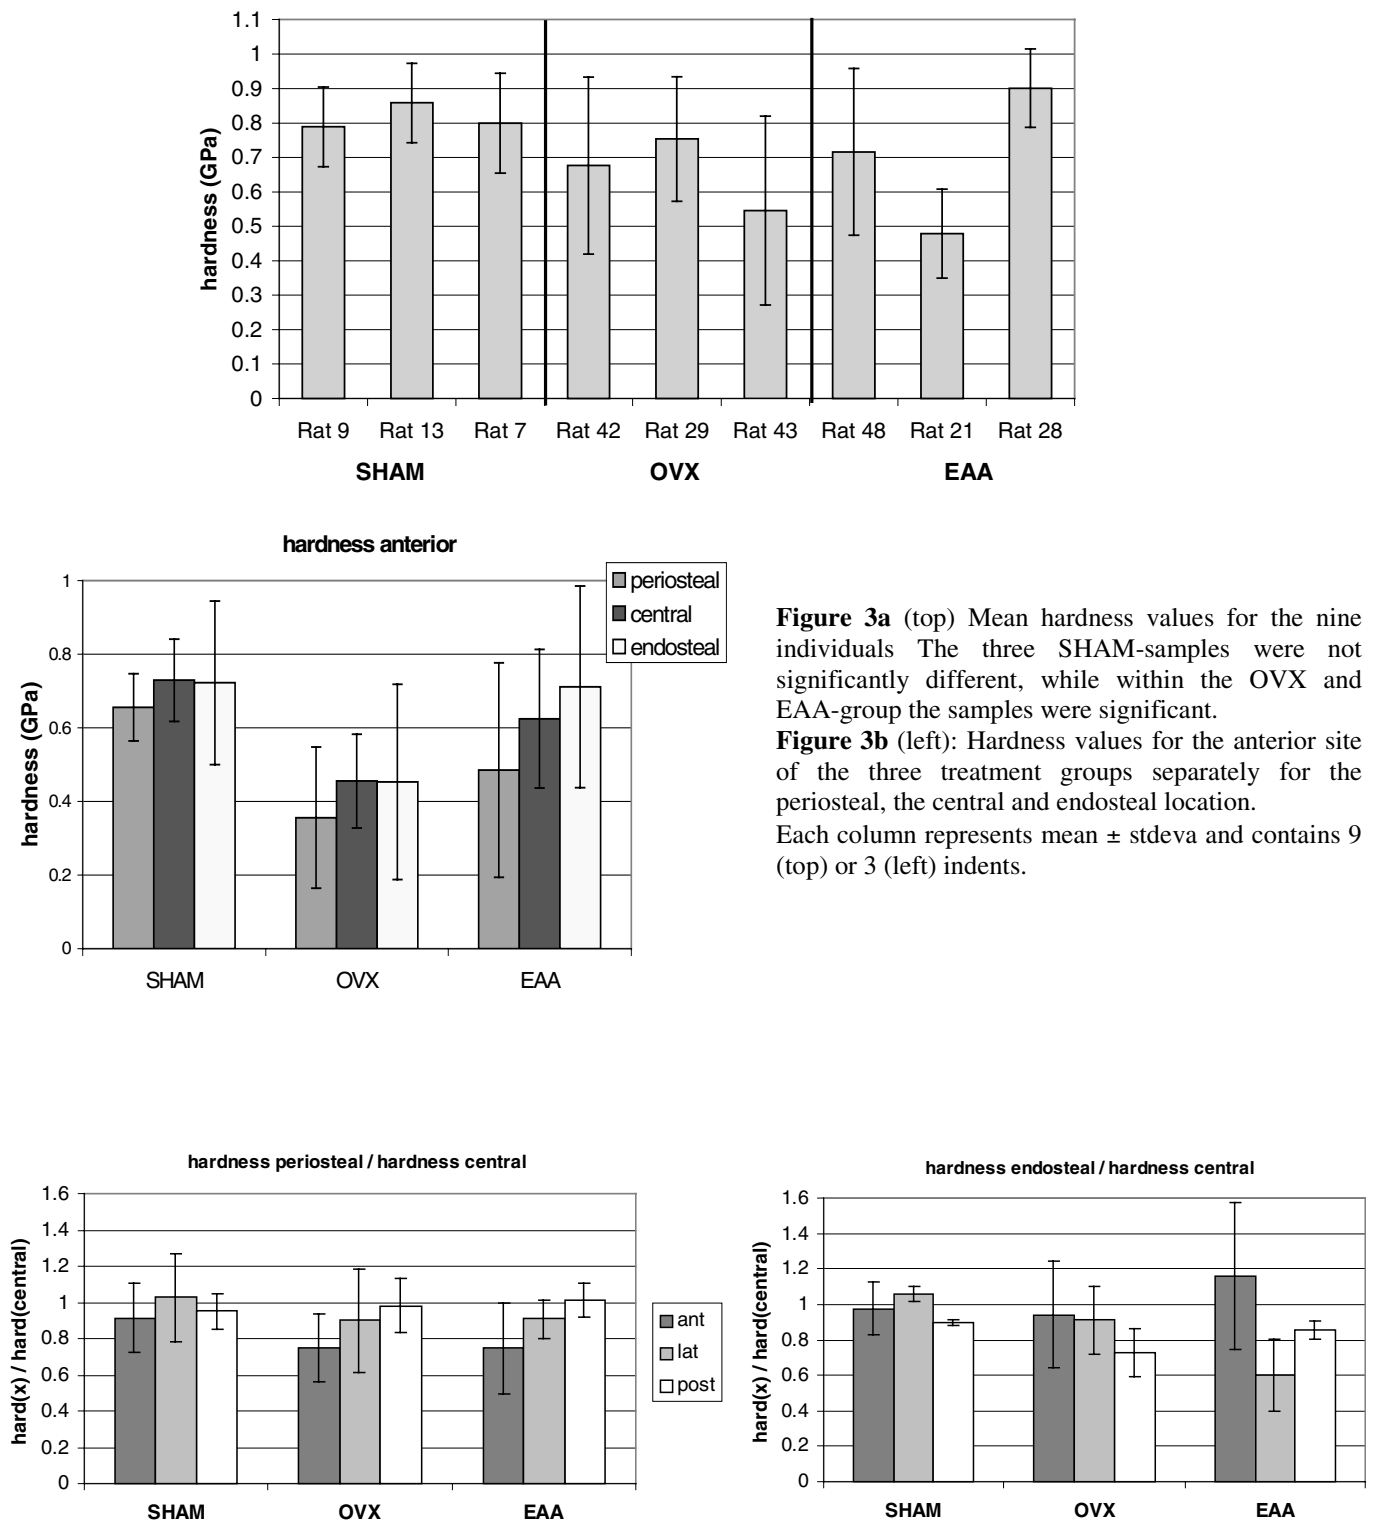 1.1
1
0.9
0.8
0.7
0.6
0.5
0.4
0.3
0.2
0.1
0
hardness (GPa)
Rat 9 Rat 13 Rat 7 Rat 42 Rat 29 Rat 43 Rat 48 Rat 21 Rat 28
SHAM OVX EAA
hardness anterior
periosteal
central
endosteal
1
0.8
0.6
0.4
0.2
0
hardness (GPa)
SHAM OVX EAA
Figure 3a (top) Mean hardness values for the nine
individuals The three SHAM-samples were not
significantly different, while within the OVX and
EAA-group the samples were significant.
Figure 3b (left): Hardness values for the anterior site
of the three treatment groups separately for the
periosteal, the central and endosteal location.
Each column represents mean ± stdeva and contains 9
(top) or 3 (left) indents.
hardness periosteal / hardness central
1.6
1.4
1.2
1
0.8
0.6
0.4
0.2
0
hard(x) / hard(central)
SHAM OVX EAA
ant
lat
post
hardness endosteal / hardness central
1.6
1.4
1.2
1
0.8
0.6
0.4
0.2
0
hard(x) / hard(central)
SHAM OVX EAA